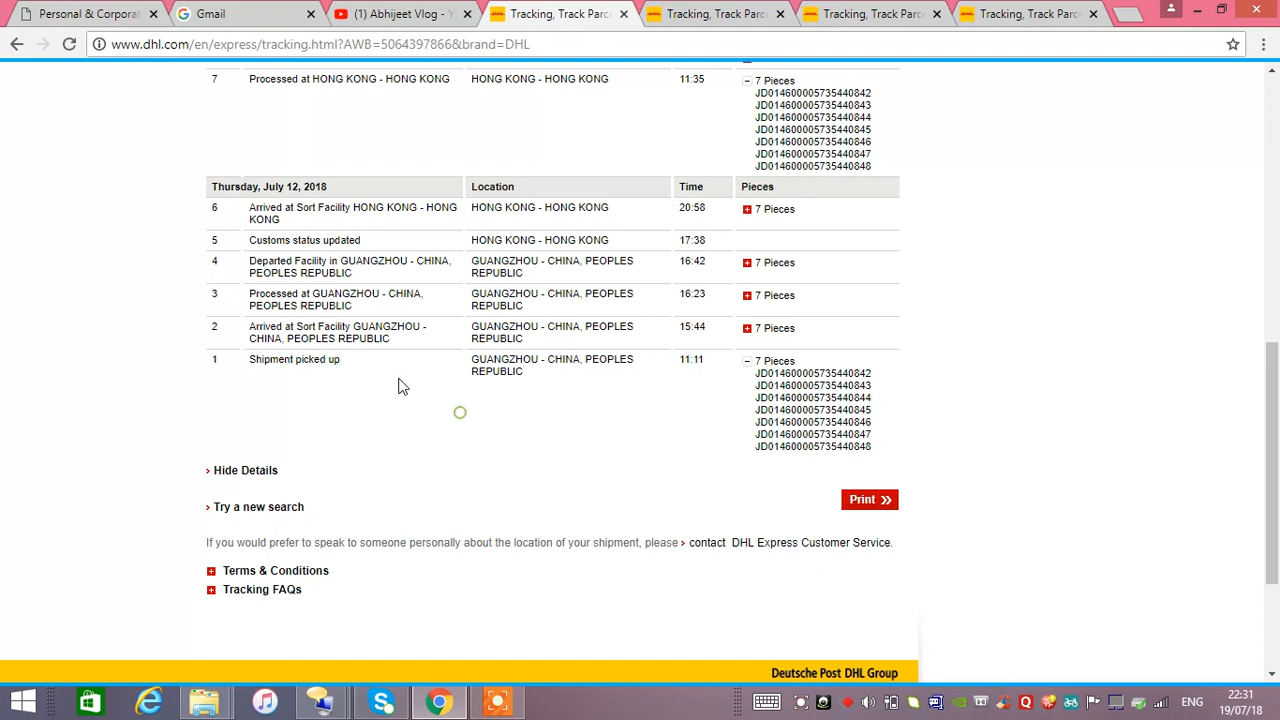 Personal & Corporat
Gmail
(1) Abhijeet Vlog - Y
Tracking, Track Parce
Tracking, Track Parce
Tracking, Track Parce
Tracking, Track Parce
www.dhl.com/en/express/tracking.html?AWB=5064397866&brand=DHL
7 Processed at HONG KONG - HONG KONG HONG KONG - HONG KONG 11:35 7 Pieces
JD014600005735440842
JD014600005735440843
JD014600005735440844
JD014600005735440845
JD014600005735440846
JD014600005735440847
JD014600005735440848
Thursday, July 12, 2018 Location Time Pieces
6 Arrived at Sort Facility HONG KONG - HONG HONG KONG - HONG KONG 20:58 7 Pieces
KONG
5 Customs status updated HONG KONG - HONG KONG 17:38
4 Departed Facility in GUANGZHOU - CHINA, GUANGZHOU - CHINA, PEOPLES 16:42 7 Pieces
PEOPLES REPUBLIC REPUBLIC
3 Processed at GUANGZHOU - CHINA, GUANGZHOU - CHINA, PEOPLES 16:23 7 Pieces
PEOPLES REPUBLIC REPUBLIC
2 Arrived at Sort Facility GUANGZHOU - GUANGZHOU - CHINA, PEOPLES 15:44 7 Pieces
CHINA, PEOPLES REPUBLIC REPUBLIC
1 Shipment picked up GUANGZHOU - CHINA, PEOPLES 11:11 7 Pieces
REPUBLIC JD014600005735440842
JD014600005735440843
JD014600005735440844
JD014600005735440845
JD014600005735440846
JD014600005735440847
JD014600005735440848
Hide Details
Try a new search
Print
If you would prefer to speak to someone personally about the location of your shipment, please contact DHL Express Customer Service.
Terms & Conditions
Tracking FAQs
Deutsche Post DHL Group
ENG
22:31
19/07/18